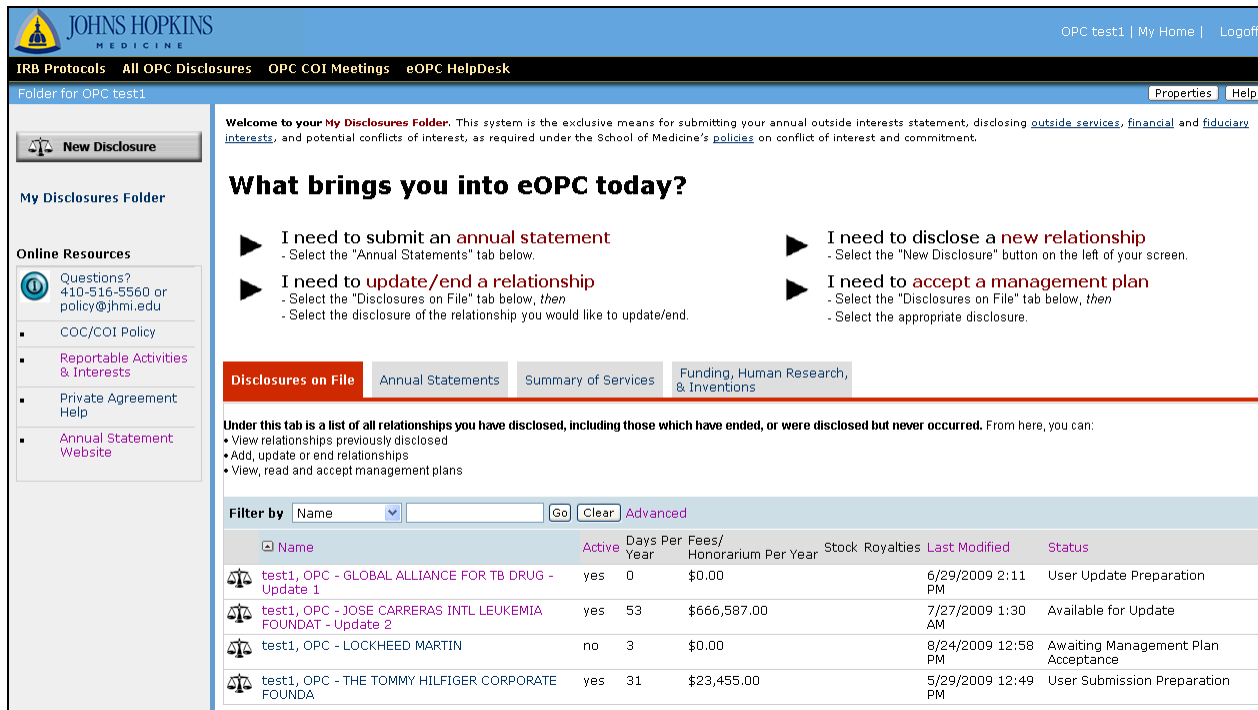 JOHNS HOPKINS
MEDICINE
OPC test1 | My Home | Logoff
IRB Protocols All OPC Disclosures OPC COI Meetings eOPC HelpDesk
Folder for OPC test1
Properties Help
New Disclosure
My Disclosures Folder
Online Resources
Questions?
410-516-5560 or
policy@jhmi.edu
COC/COI Policy
Reportable Activities
& Interests
Private Agreement
Help
Annual Statement
Website
Welcome to your My Disclosures Folder. This system is the exclusive means for submitting your annual outside interests statement, disclosing outside services, financial and fiduciary
interests, and potential conflicts of interest, as required under the School of Medicine's policies on conflict of interest and commitment.
What brings you into eOPC today?
I need to submit an annual statement
- Select the "Annual Statements" tab below.
I need to update/end a relationship
- Select the "Disclosures on File" tab below, then
- Select the disclosure of the relationship you would like to update/end.
I need to disclose a new relationship
- Select the "New Disclosure" button on the left of your screen.
I need to accept a management plan
- Select the "Disclosures on File" tab below, then
- Select the appropriate disclosure.
Disclosures on File
Annual Statements
Summary of Services
Funding, Human Research,
& Inventions
Under this tab is a list of all relationships you have disclosed, including those which have ended, or were disclosed but never occurred. From here, you can:
• View relationships previously disclosed
• Add, update or end relationships
• View, read and accept management plans
Filter by Name Go Clear Advanced
Name Active Days Per Year Fees/ Honorarium Per Year Stock Royalties Last Modified Status
test1, OPC - GLOBAL ALLIANCE FOR TB DRUG - yes 0 $0.00 6/29/2009 2:11 User Update Preparation
Update 1 PM
test1, OPC - JOSE CARRERAS INTL LEUKEMIA yes 53 $666,587.00 7/27/2009 1:30 Available for Update
FOUNDAT - Update 2 AM
test1, OPC - LOCKHEED MARTIN no 3 $0.00 8/24/2009 12:58 Awaiting Management Plan
PM Acceptance
test1, OPC - THE TOMMY HILFIGER CORPORATE yes 31 $23,455.00 5/29/2009 12:49 User Submission Preparation
FOUNDA PM